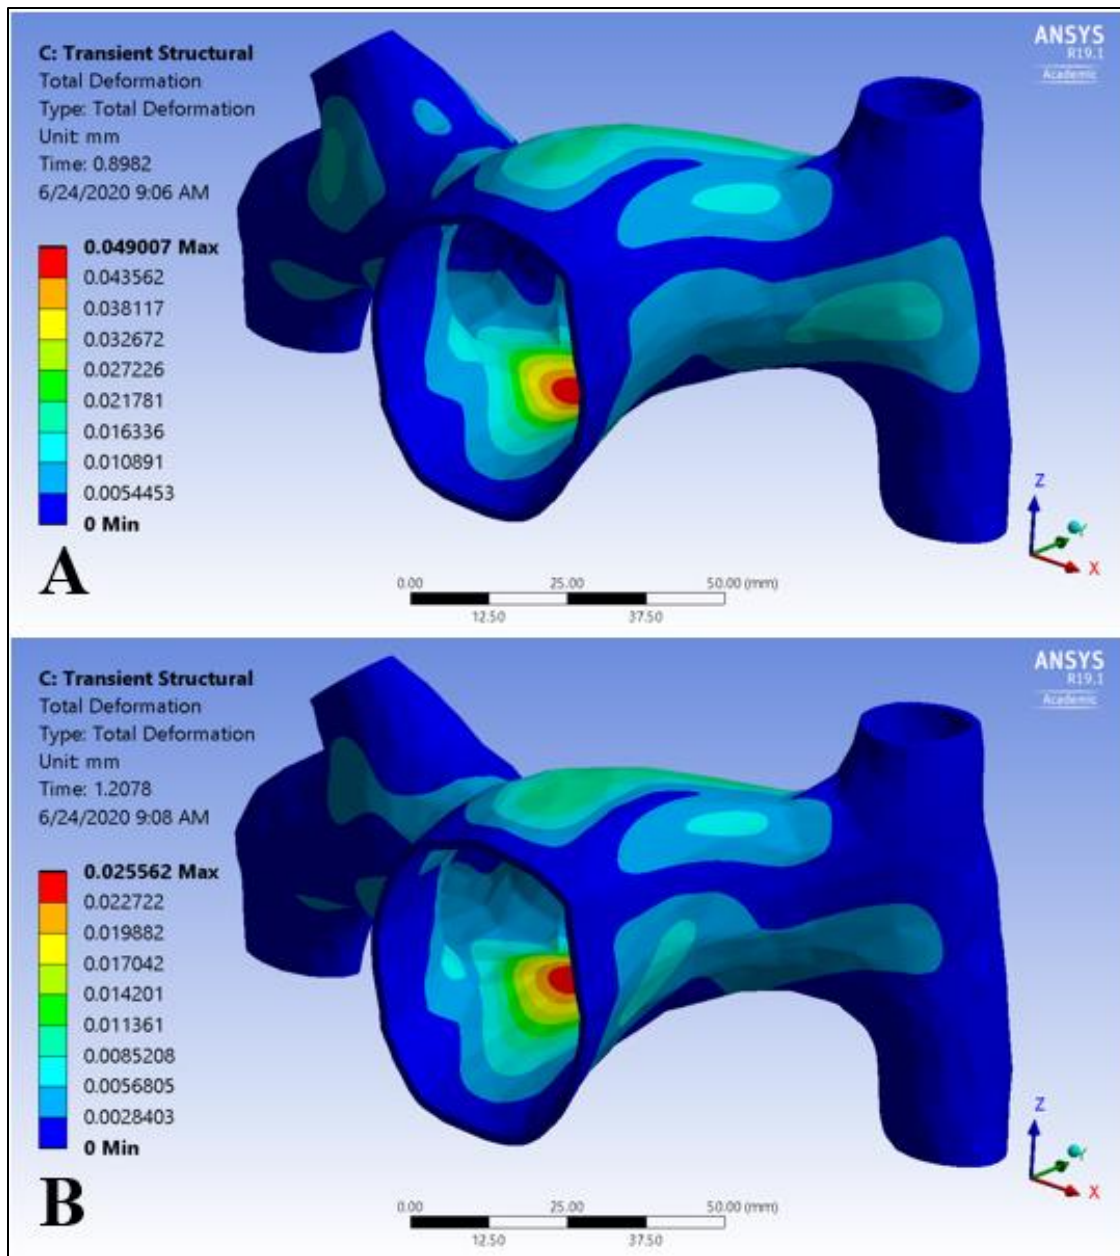 C: Transient Structural
Total Deformation
Type: Total Deformation
Unit: mm
Time: 0.8982
6/24/2020 9:06 AM
ANSYS
R19.1
Academic
0.049007 Max
0.043562
0.038117
0.032672
0.027226
0.021781
0.016336
0.010891
0.0054453
0 Min
A
0.00 25.00 50.00 (mm)
12.50 37.50
Z
Y
X
C: Transient Structural
Total Deformation
Type: Total Deformation
Unit: mm
Time: 1.2078
6/24/2020 9:08 AM
ANSYS
R19.1
Academic
0.025562 Max
0.022722
0.019882
0.017042
0.014201
0.011361
0.0085208
0.0056805
0.0028403
0 Min
B
0.00 25.00 50.00 (mm)
12.50 37.50
Z
Y
X